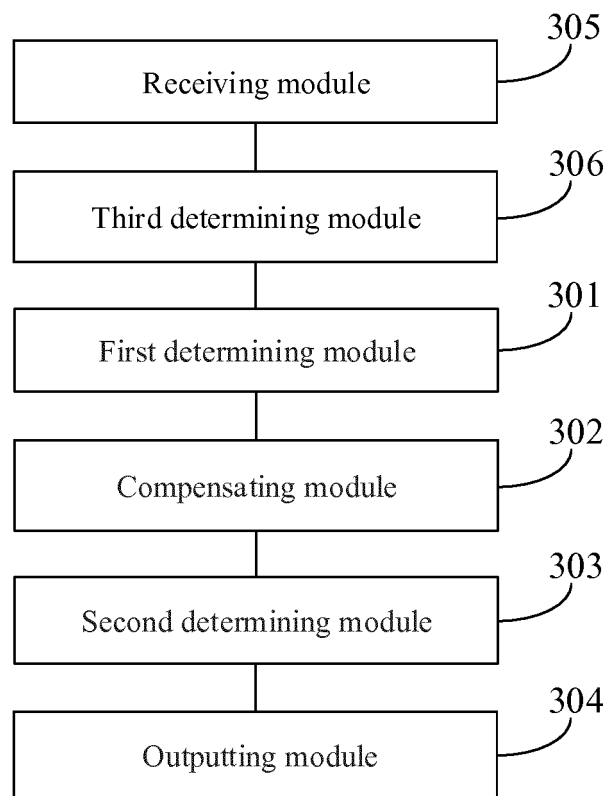 305
Receiving module
306
Third determining module
301
First determining module
302
Compensating module
303
Second determining module
304
Outputting module